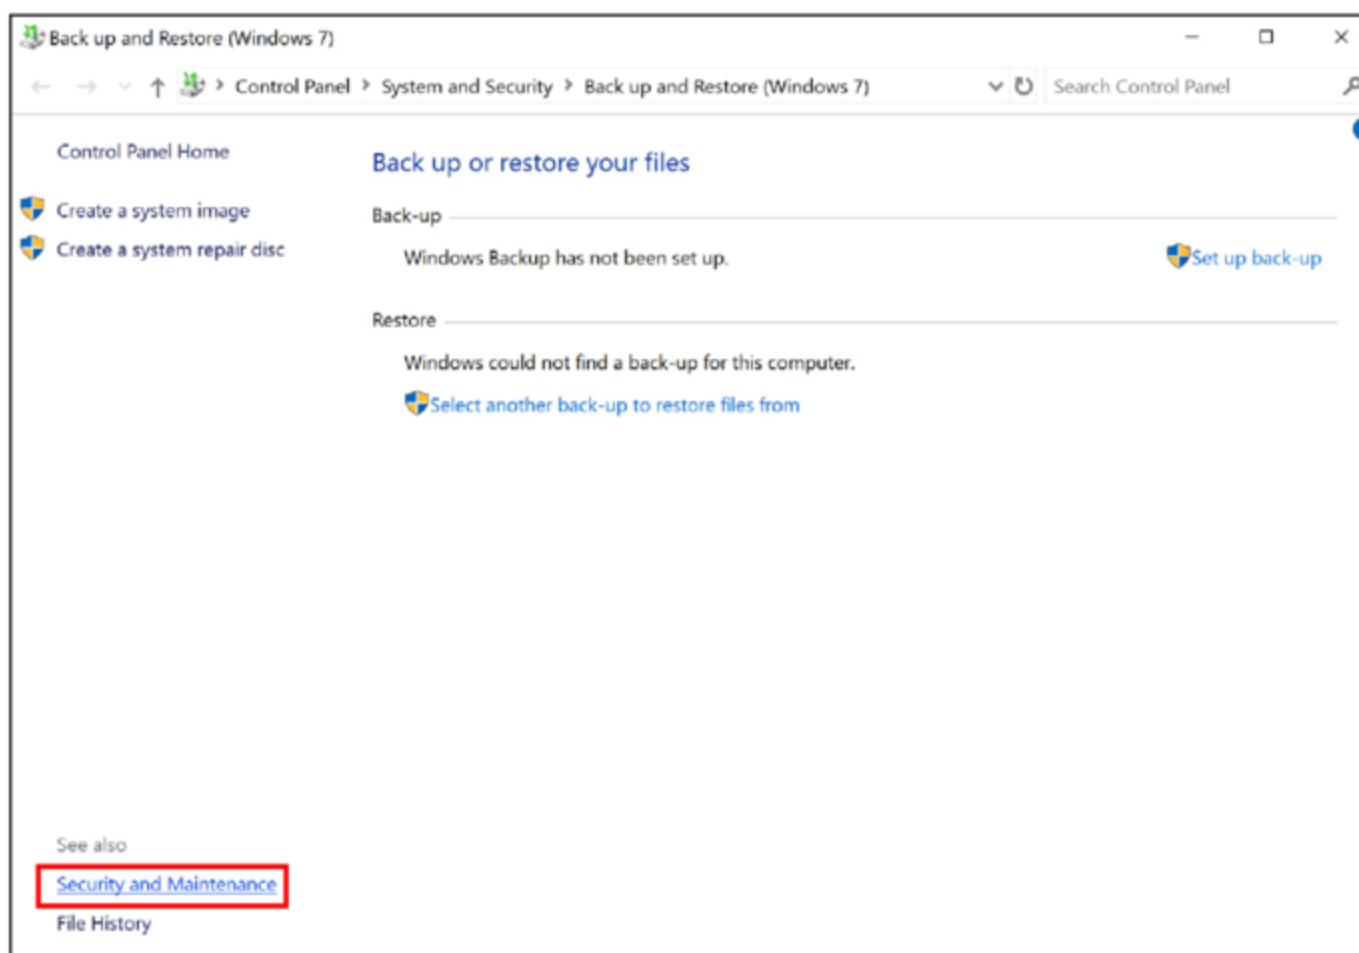 Back up and Restore (Windows 7)
Control Panel > System and Security > Back up and Restore (Windows 7)
Search Control Panel
Control Panel Home
Create a system image
Create a system repair disc
Back up or restore your files
Back-up
Windows Backup has not been set up.
Set up back-up
Restore
Windows could not find a back-up for this computer.
Select another back-up to restore files from
See also
Security and Maintenance
File History